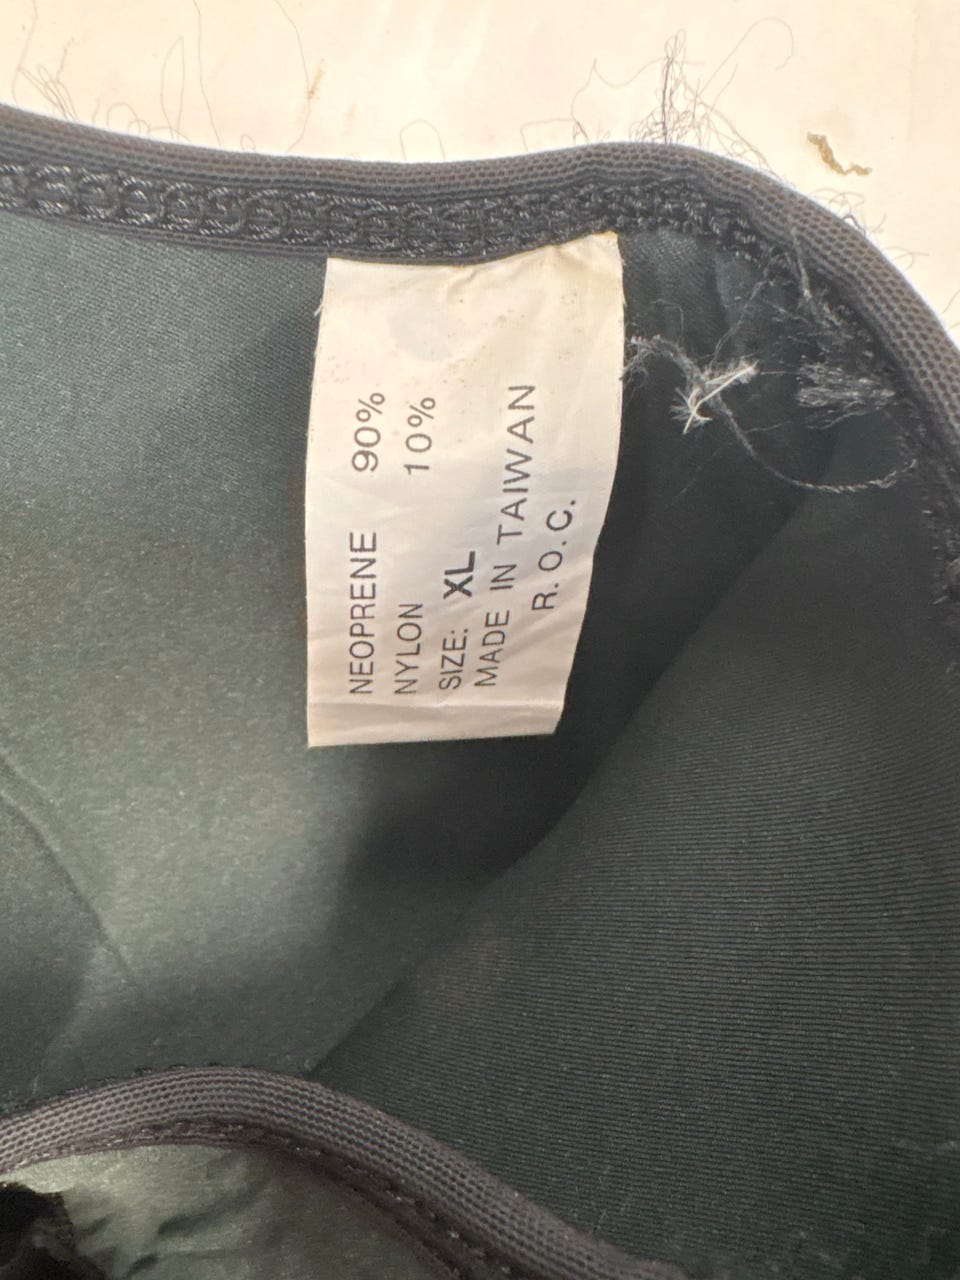 NEOPRENE 90%
NYLON 10%
SIZE: XL
MADE IN TAIWAN
R.O.C.